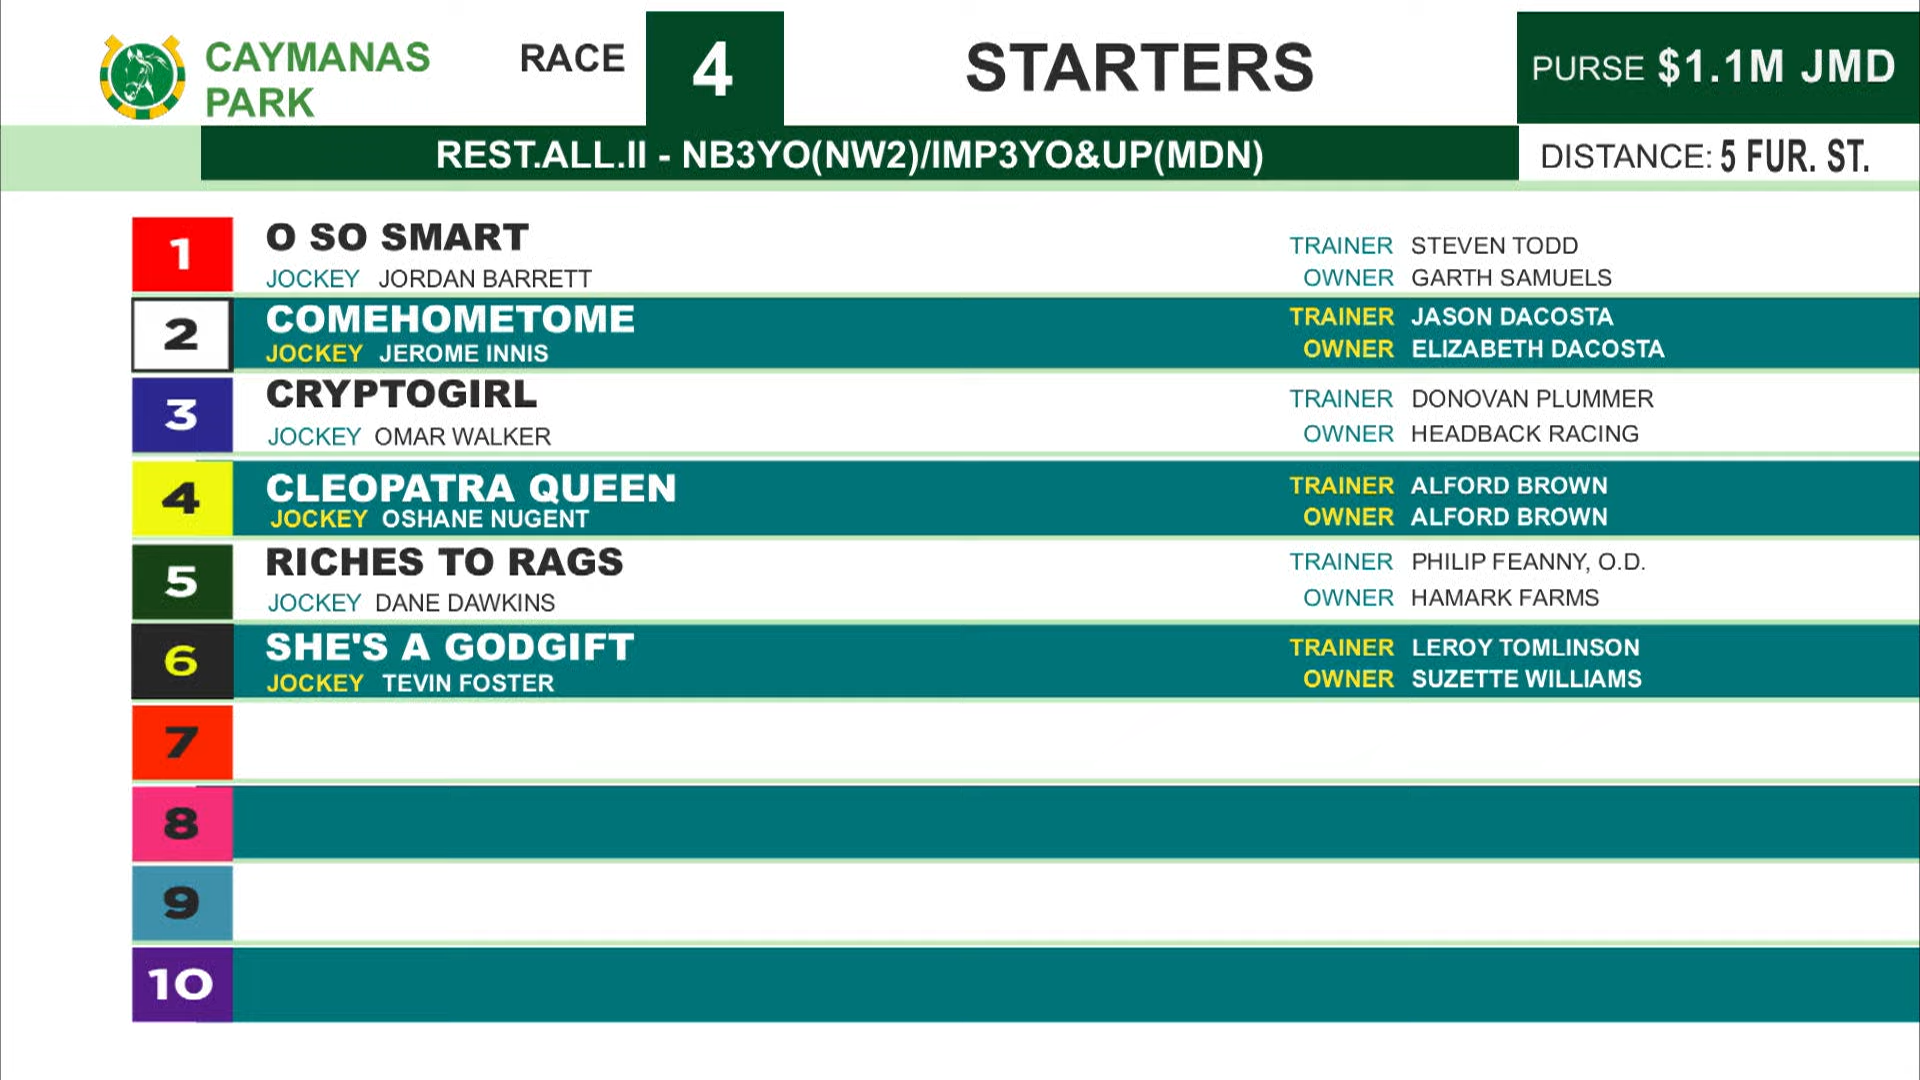 CAYMANAS
PARK
RACE 4 STARTERS PURSE $1.1M JMD
REST.ALL.II - NB3YO(NW2)/IMP3YO&UP(MDN) DISTANCE: 5 FUR. ST.
1 O SO SMART
JOCKEY JORDAN BARRETT
TRAINER STEVEN TODD
OWNER GARTH SAMUELS
2 COMEHOMETOME
JOCKEY JEROME INNIS
TRAINER JASON DACOSTA
OWNER ELIZABETH DACOSTA
3 CRYPTOGIRL
JOCKEY OMAR WALKER
TRAINER DONOVAN PLUMMER
OWNER HEADBACK RACING
4 CLEOPATRA QUEEN
JOCKEY OSHANE NUGENT
TRAINER ALFORD BROWN
OWNER ALFORD BROWN
5 RICHES TO RAGS
JOCKEY DANE DAWKINS
TRAINER PHILIP FEANNY, O.D.
OWNER HAMARK FARMS
6 SHE'S A GODGIFT
JOCKEY TEVIN FOSTER
TRAINER LEROY TOMLINSON
OWNER SUZETTE WILLIAMS
7
8
9
10